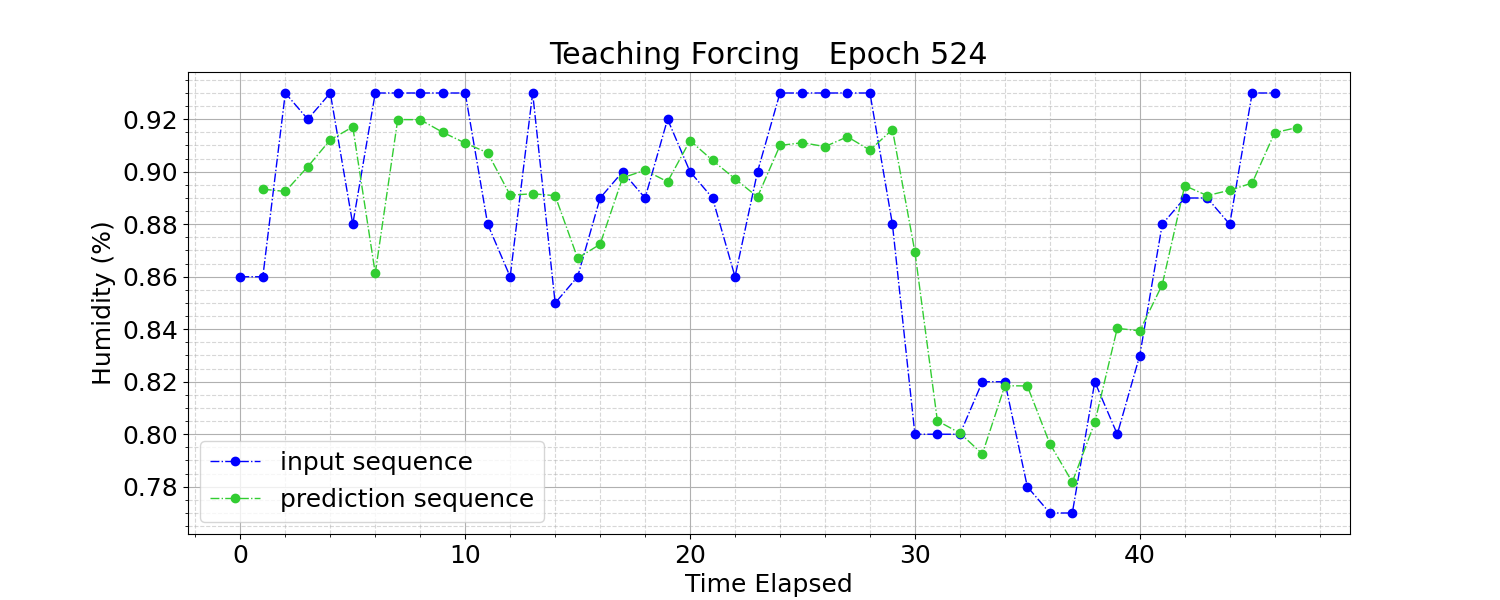 Teaching Forcing   Epoch 524
Humidity (%)
0.92
0.90
0.88
0.86
0.84
0.82
0.80
0.78
input sequence
prediction sequence
0 10 20 30 40
Time Elapsed